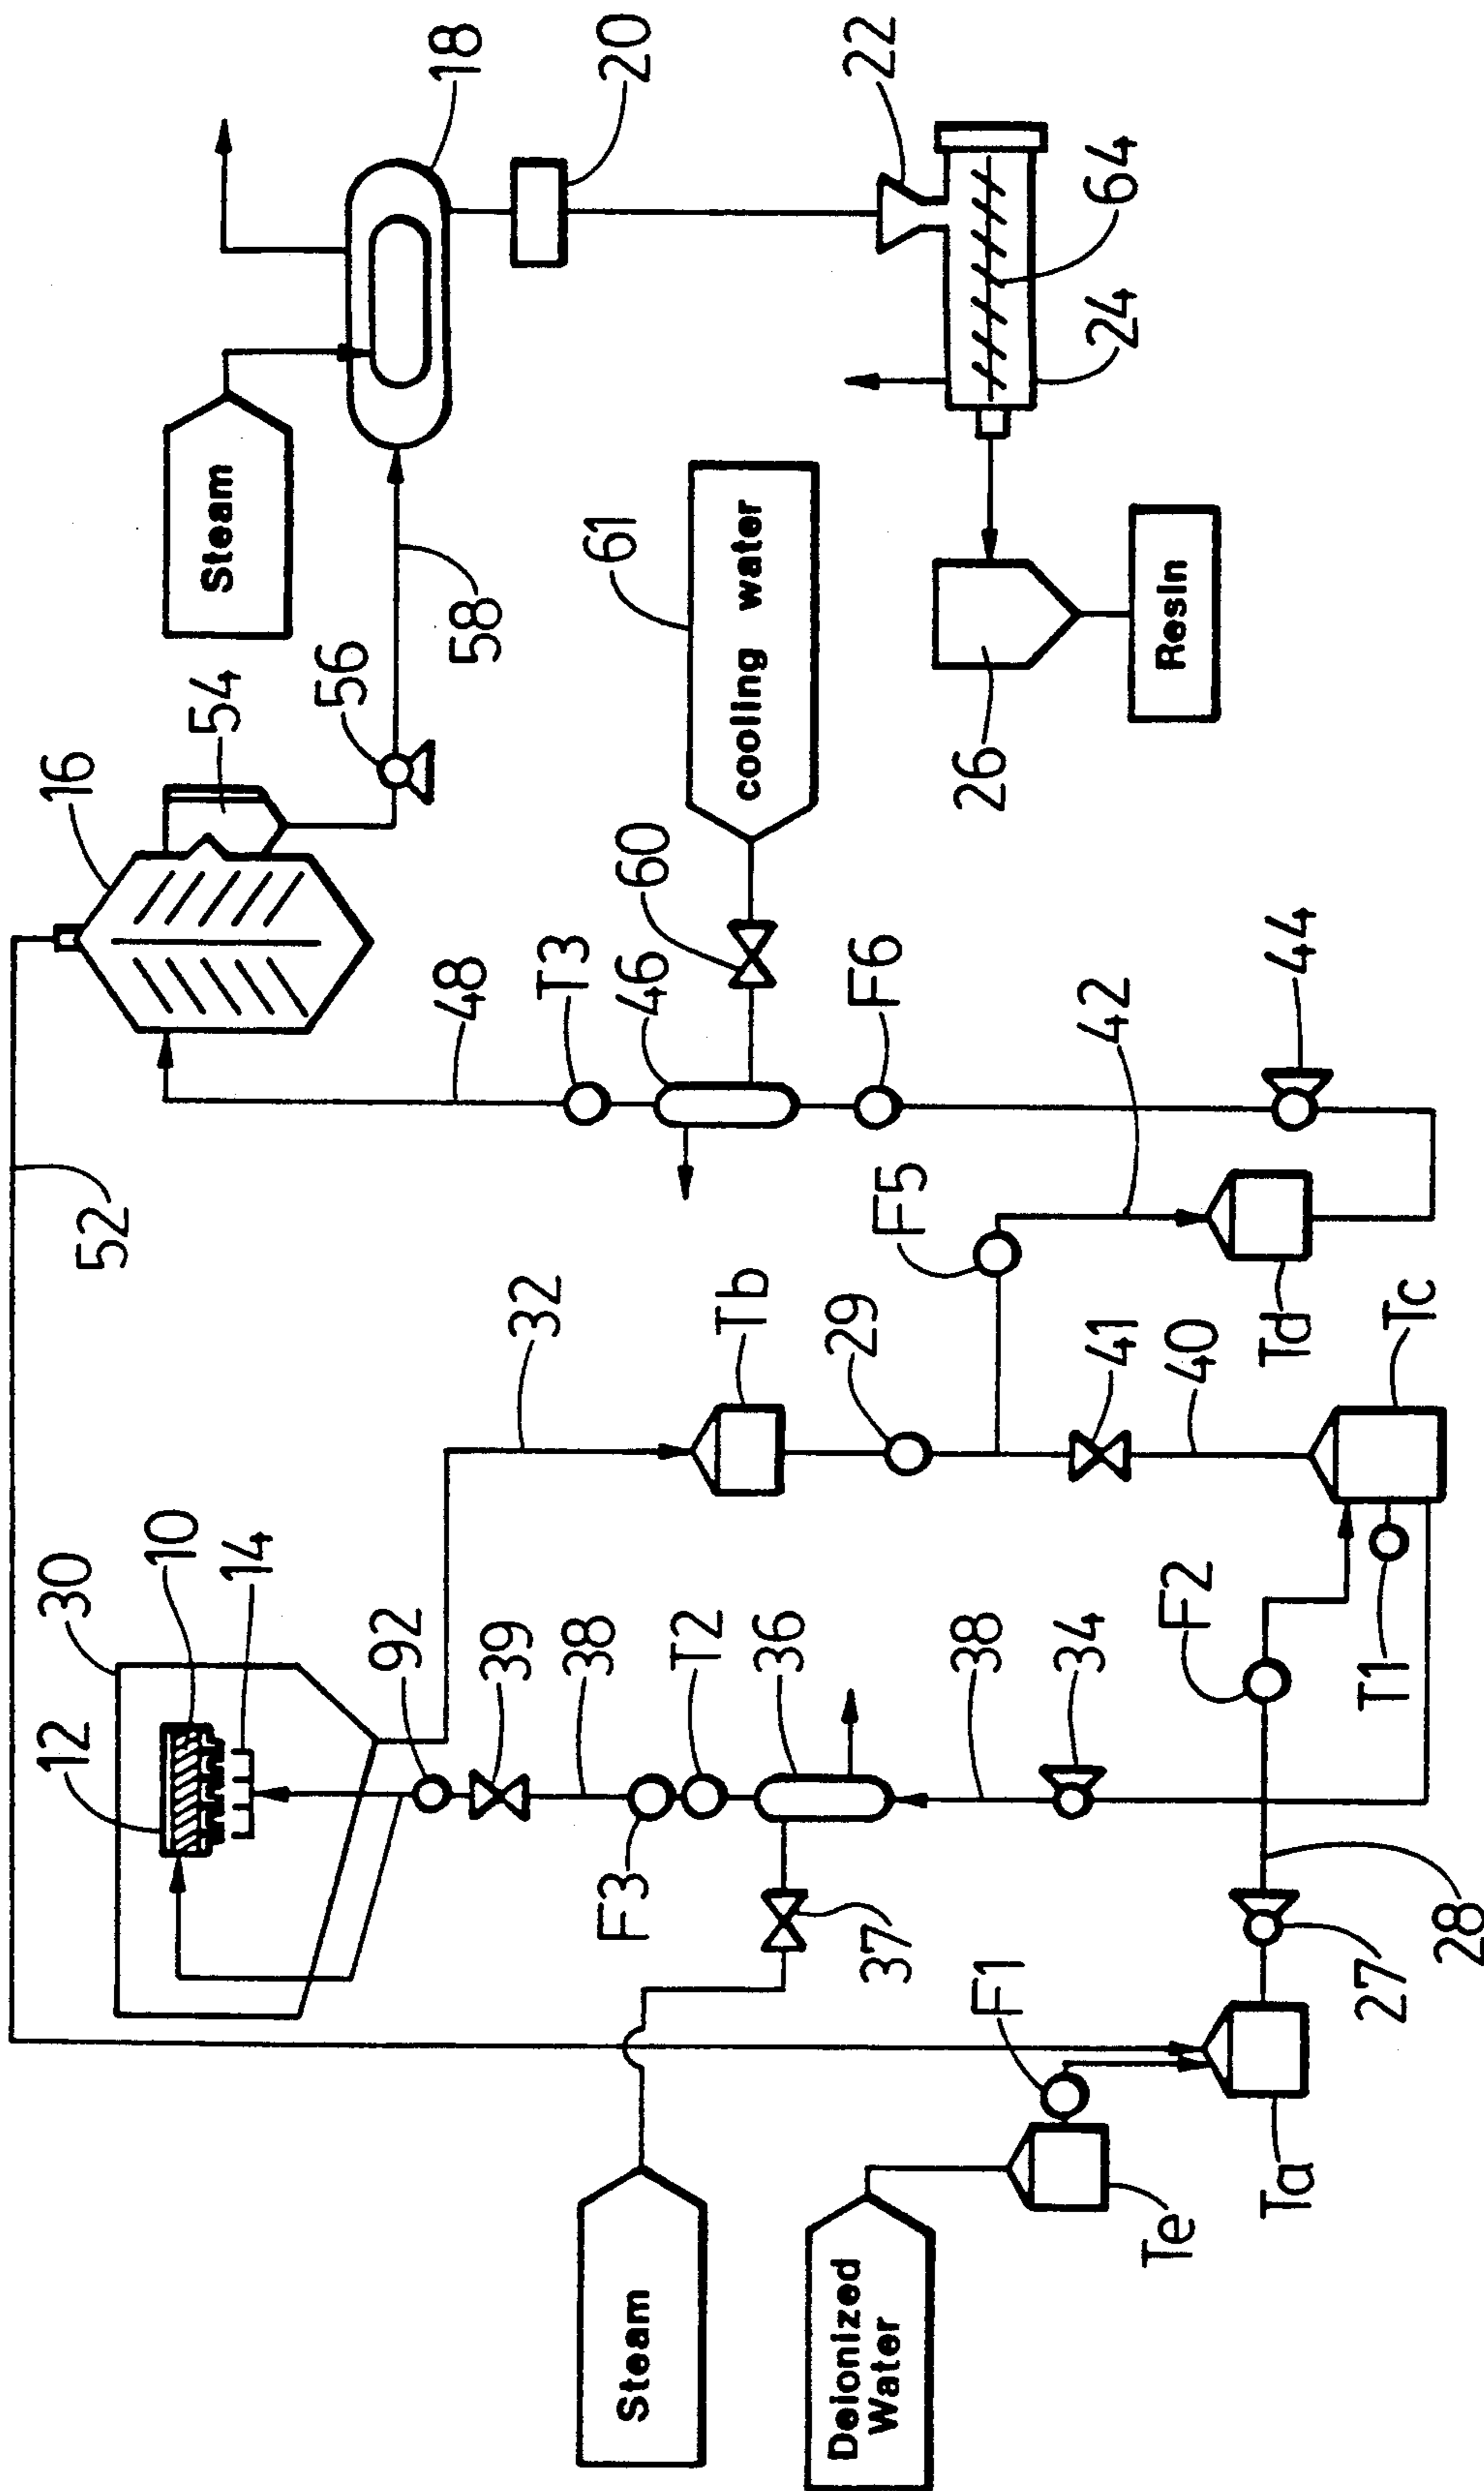 18
20
22
64
24
Steam
58
56
54
16
61
cooling water
60
26
Resin
T3
46
48
F6
42
44
52
F5
Td
32
Tb
29
41
40
Tc
30
10
14
12
92
39
38
T2
36
38
34
F2
T1
F3
37
28
27
F1
Ta
Te
Steam
Deionized
Water